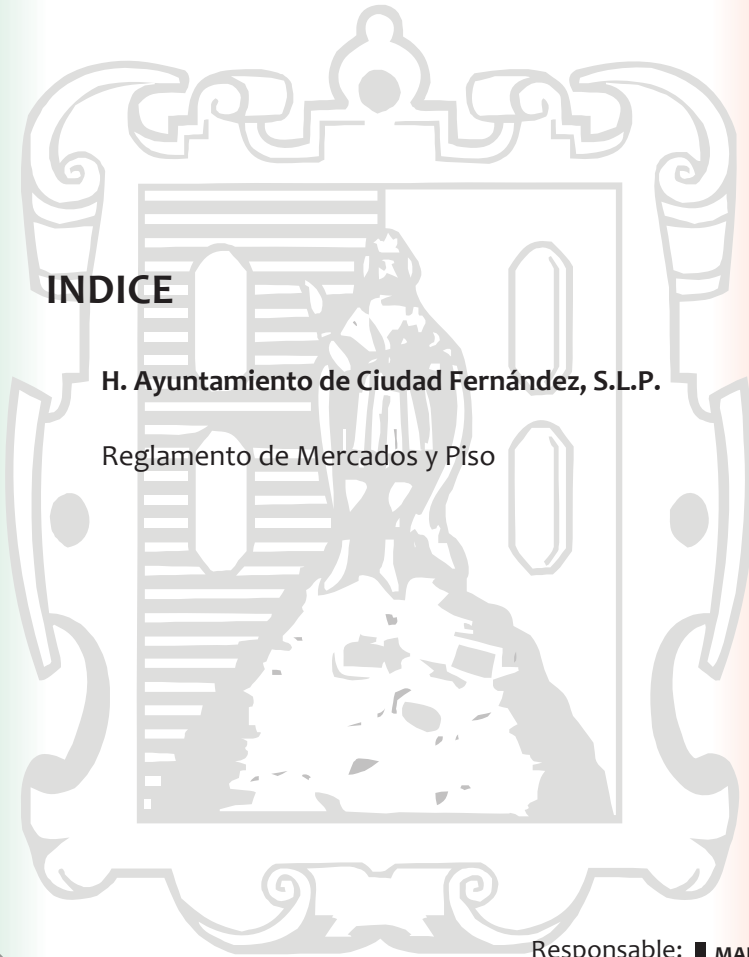 INDICE
H. Ayuntamiento de Ciudad Fernández, S.L.P.
Reglamento de Mercados y Piso
Responsable: